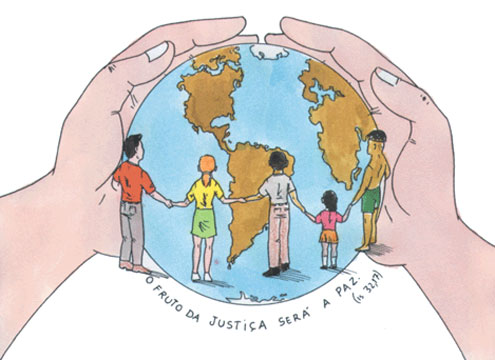 O FRUTO DA JUSTIÇA SERÁ A PAZ.
(IS 32,17)